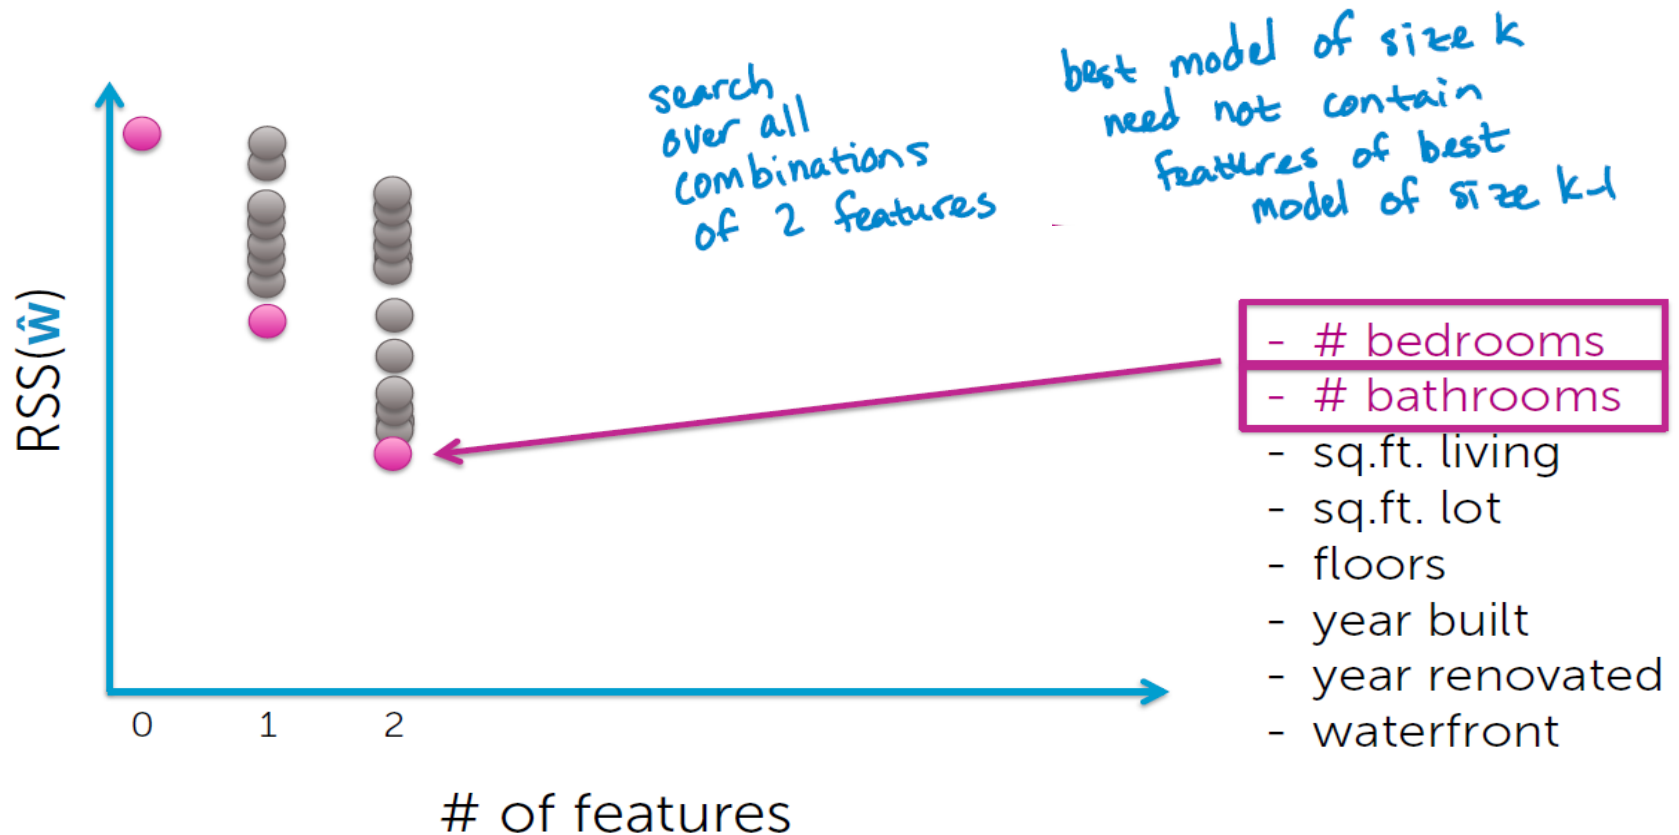 search
over all
combinations
of 2 features
best model of size k
need not contain
features of best
model of size k-1
RSS(ŵ)
0 1 2
# of features
- # bedrooms
- # bathrooms
- sq.ft. living
- sq.ft. lot
- floors
- year built
- year renovated
- waterfront